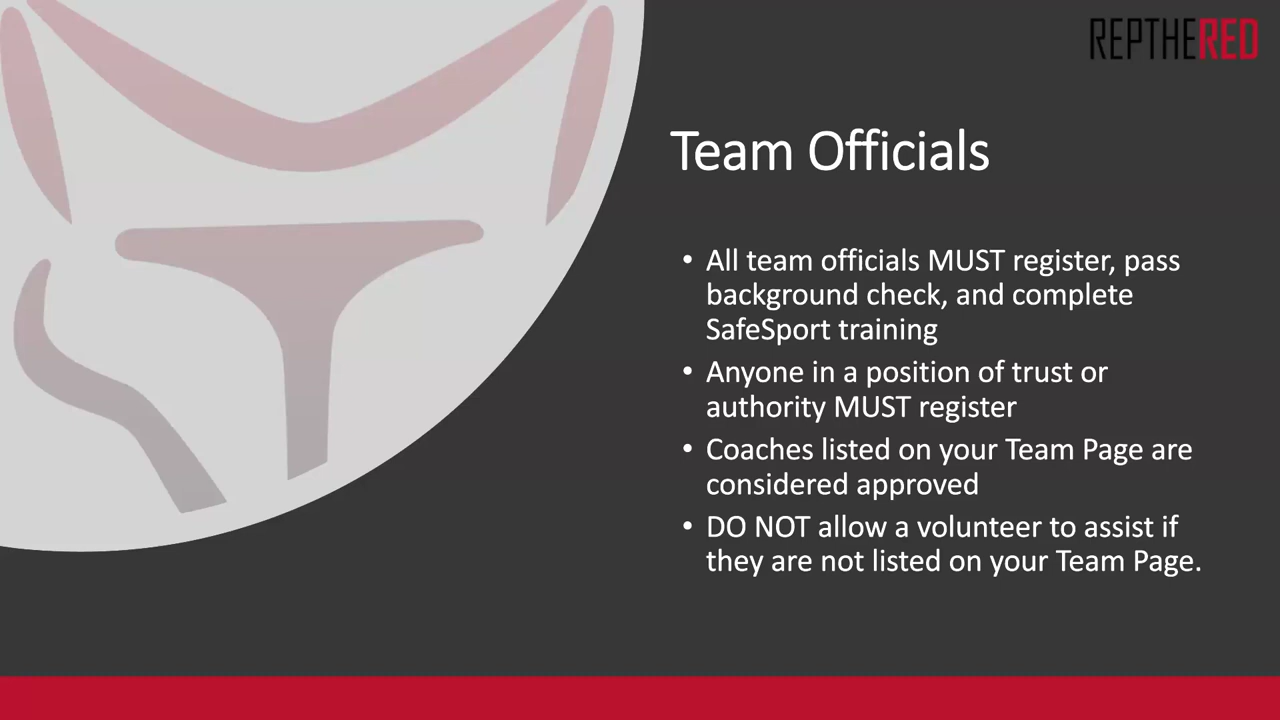 REPTHERED
Team Officials
• All team officials MUST register, pass
background check, and complete
SafeSport training
• Anyone in a position of trust or
authority MUST register
• Coaches listed on your Team Page are
considered approved
• DO NOT allow a volunteer to assist if
they are not listed on your Team Page.